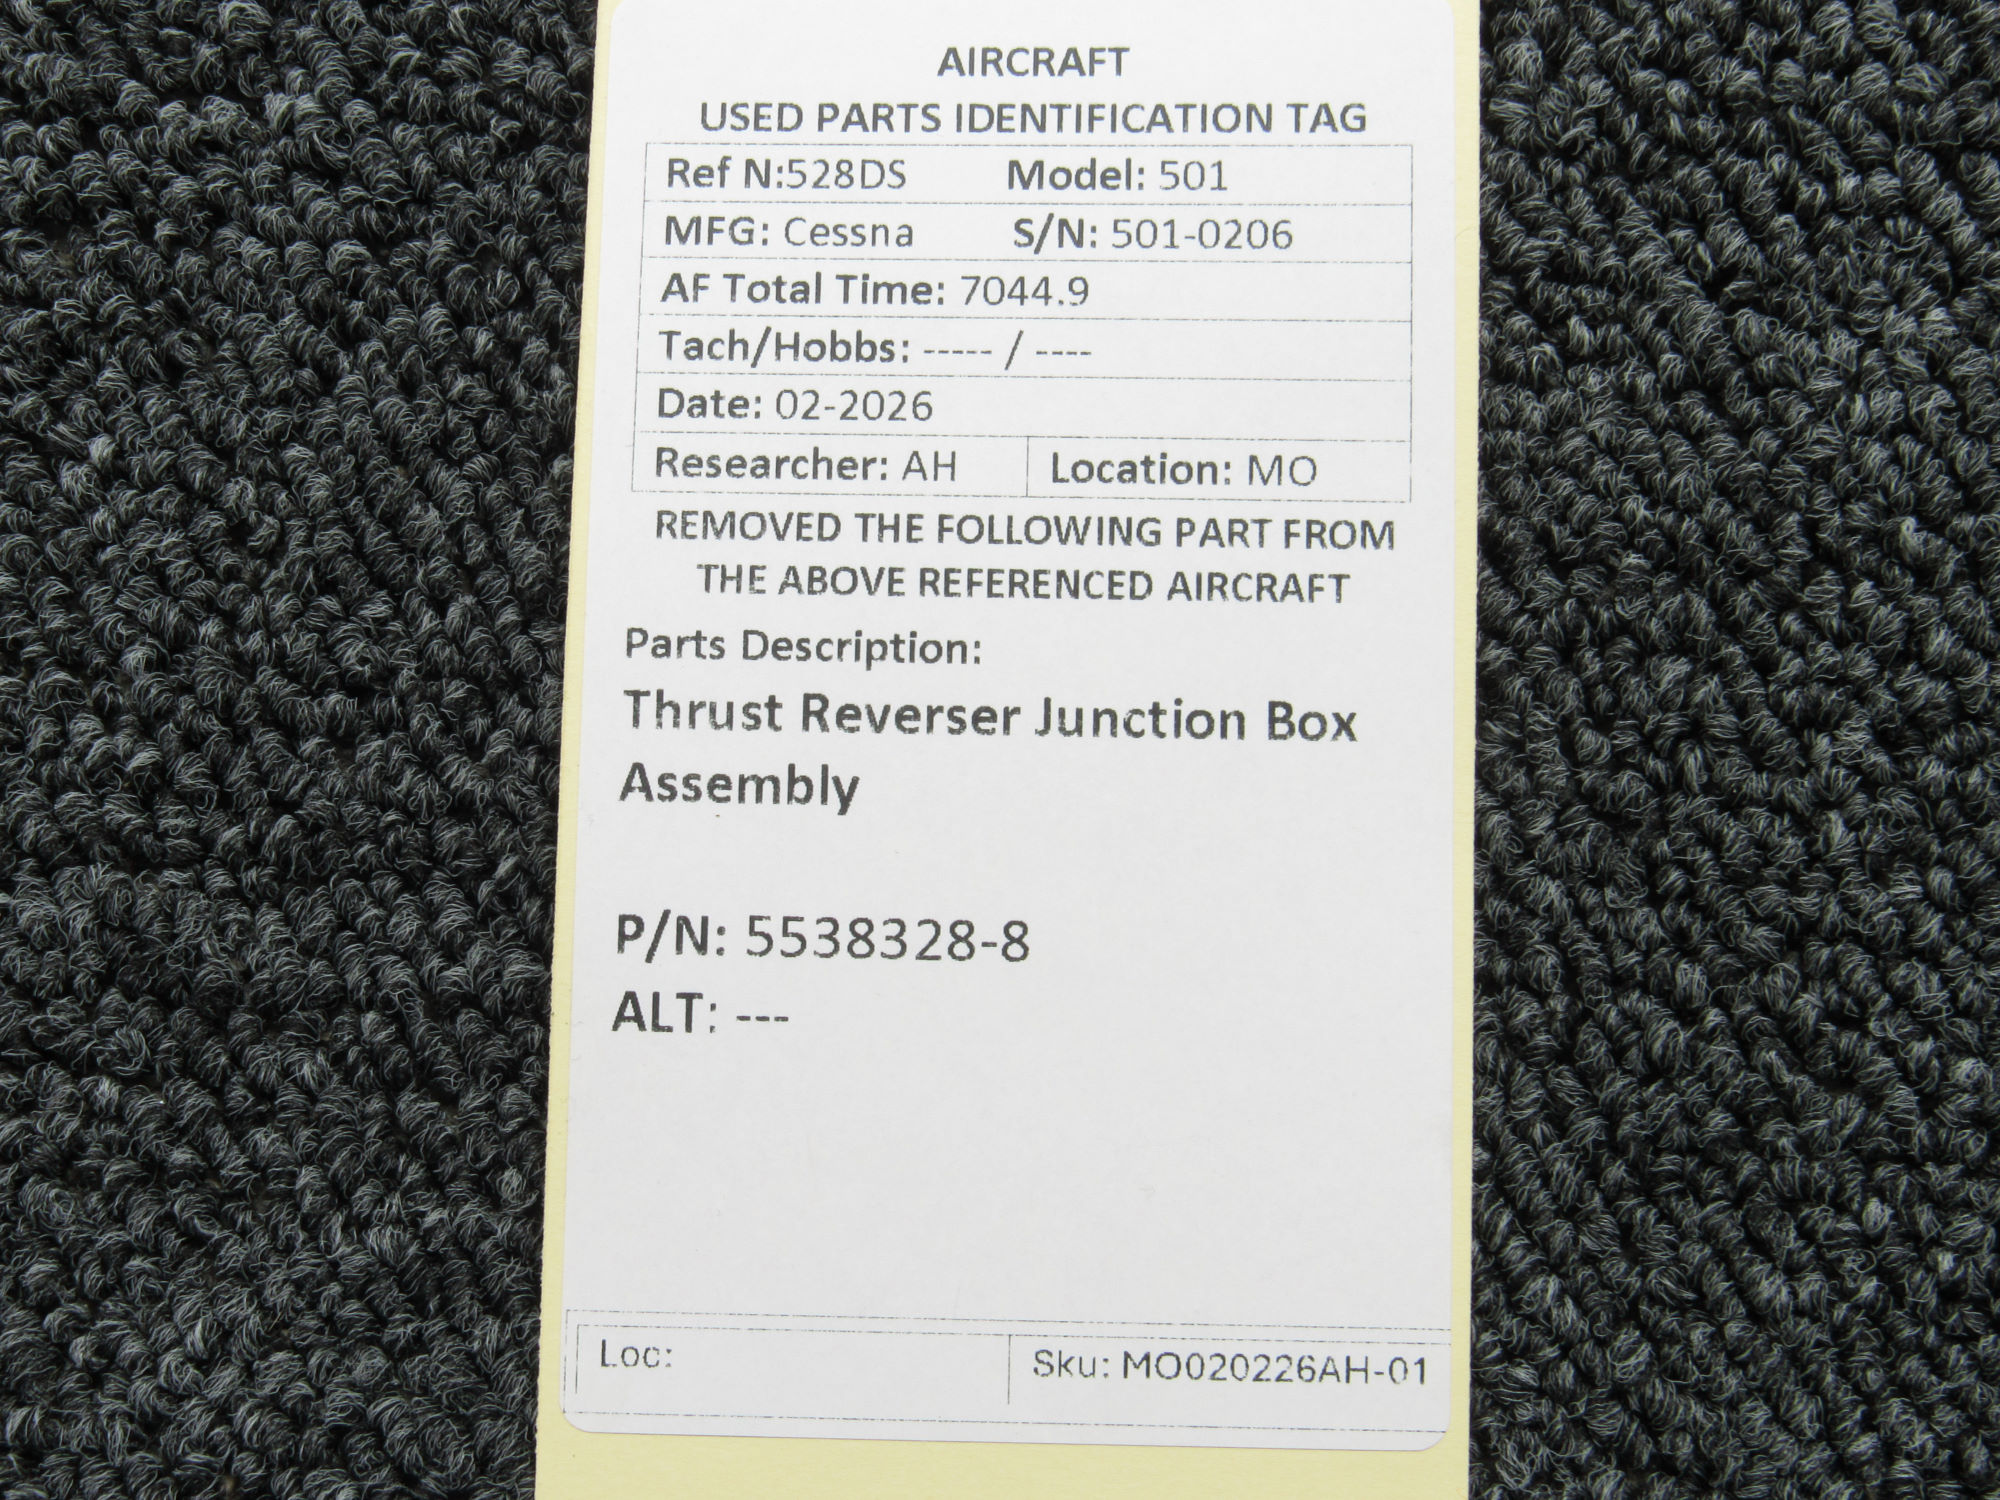 AIRCRAFT
USED PARTS IDENTIFICATION TAG
Ref N:528DS Model: 501
MFG: Cessna S/N: 501-0206
AF Total Time: 7044.9
Tach/Hobbs: ----- / ----
Date: 02-2026
Researcher: AH Location: MO
REMOVED THE FOLLOWING PART FROM
THE ABOVE REFERENCED AIRCRAFT
Parts Description:
Thrust Reverser Junction Box
Assembly
P/N: 5538328-8
ALT: ---
Loc: Sku: MO020226AH-01